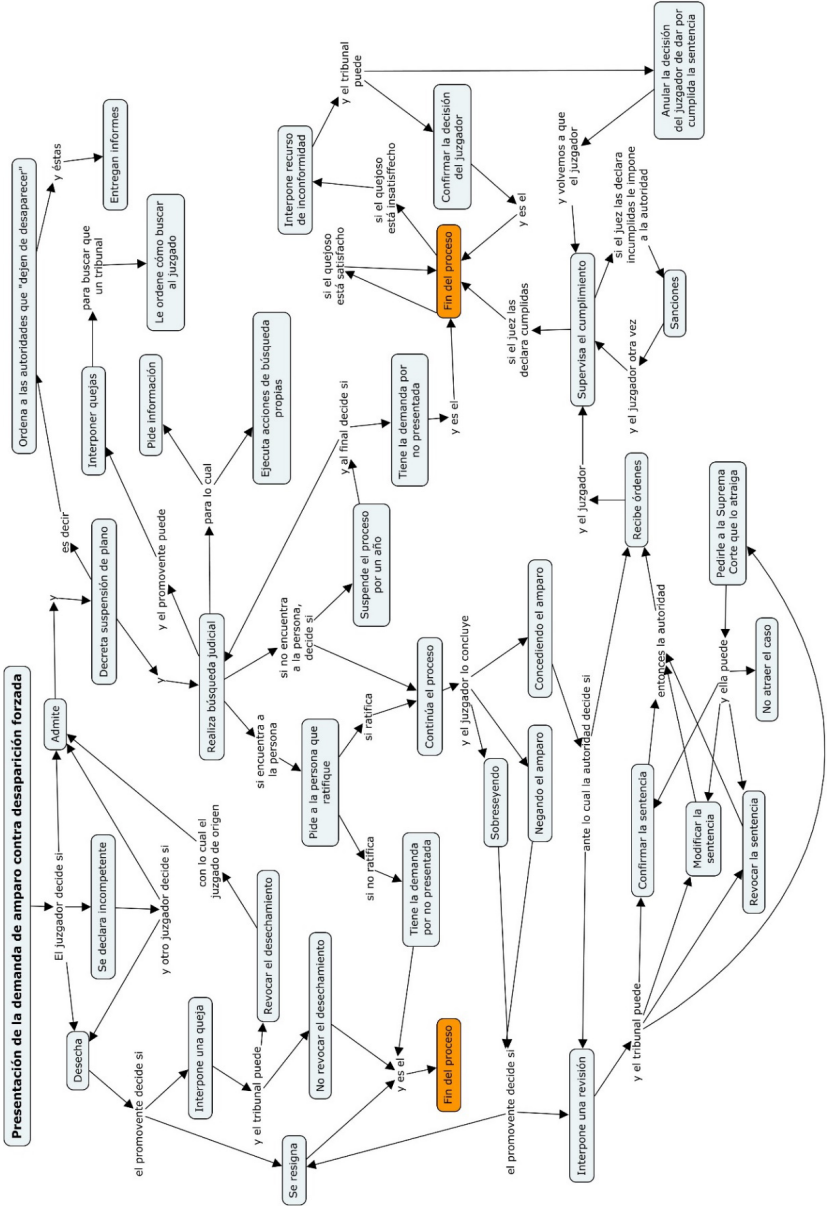 Presentación de la demanda de amparo contra desaparición forzada
El juzgador decide si
Desecha
Se declara incompetente
Admite
y otro juzgador decide si
y
Decreta suspensión de plano
es decir
Ordena a las autoridades que "dejen de desaparecer"
y éstas
Entregan informes
el promovente decide si
Interpone una queja
y el tribunal puede
Revocar el desechamiento
con lo cual el
juzgado de origen
No revocar el desechamiento
Se resigna
y es el
Fin del proceso
y
Realiza búsqueda judicial
y el promovente puede
Interponer quejas
para buscar que
un tribunal
Le ordene cómo buscar
al juzgado
para lo cual
Pide información
Ejecuta acciones de búsqueda
propias
si encuentra a
la persona
Pide a la persona que
ratifique
si no ratifica
Tiene la demanda
por no presentada
si ratifica
si no encuentra
a la persona,
decide si
Suspende el proceso
por un año
y al final decide si
Tiene la demanda por
no presentada
y es el
Fin del proceso
Continúa el proceso
y el juzgador lo concluye
Sobreseyendo
Negando el amparo
Concediendo el amparo
el promovente decide si
ante lo cual la autoridad decide si
Interpone una revisión
y el tribunal puede
Confirmar la sentencia
Modificar la
sentencia
Revocar la sentencia
entonces la autoridad
Recibe órdenes
Pedirle a la Suprema
Corte que lo atraiga
y ella puede
No atraer el caso
y el juzgador
Supervisa el cumplimiento
si el juez las
declara cumplidas
si el juez las declara
incumplidas le impone
a la autoridad
Sanciones
y el juzgador otra vez
si el quejoso
está satisfacho
si el quejoso
está insatisffecho
Interpone recurso
de inconformidad
y el tribunal
puede
Confirmar la decisión
del juzgador
y es el
Anular la decisión
del juzgador de dar por
cumplida la sentencia
y volvemos a que
el juzgador